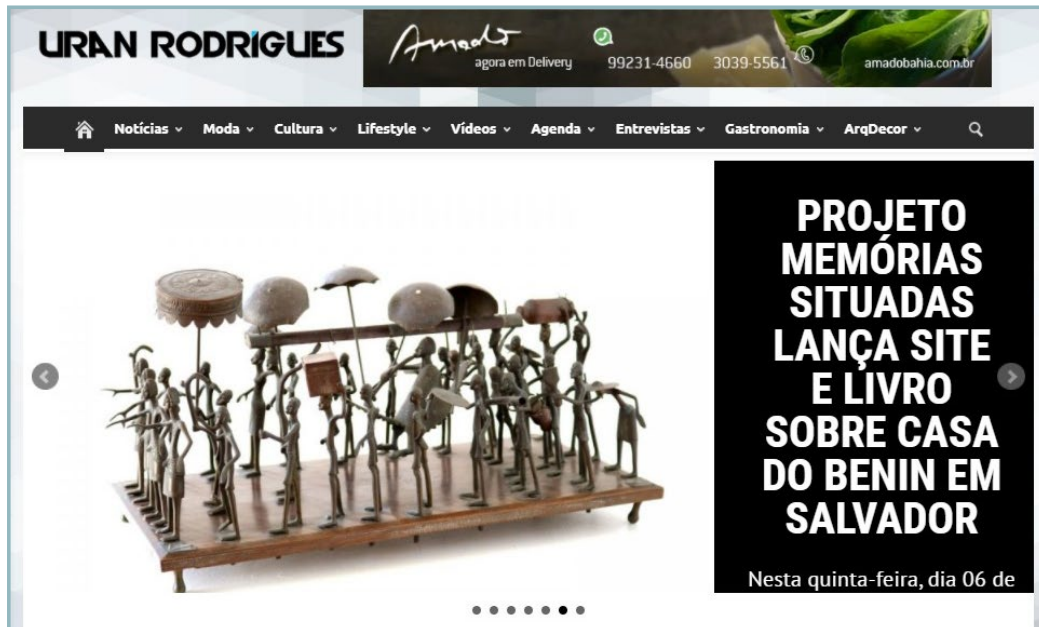 URAN RODRIGUES
Amado
agora em Delivery
99231-4660 3039-5561
amadobahia.com.br
Notícias Moda Cultura Lifestyle Vídeos Agenda Entrevistas Gastronomia ArqDecor
PROJETO
MEMÓRIAS
SITUADAS
LANÇA SITE
E LIVRO
SOBRE CASA
DO BENIN EM
SALVADOR
Nesta quinta-feira, dia 06 de